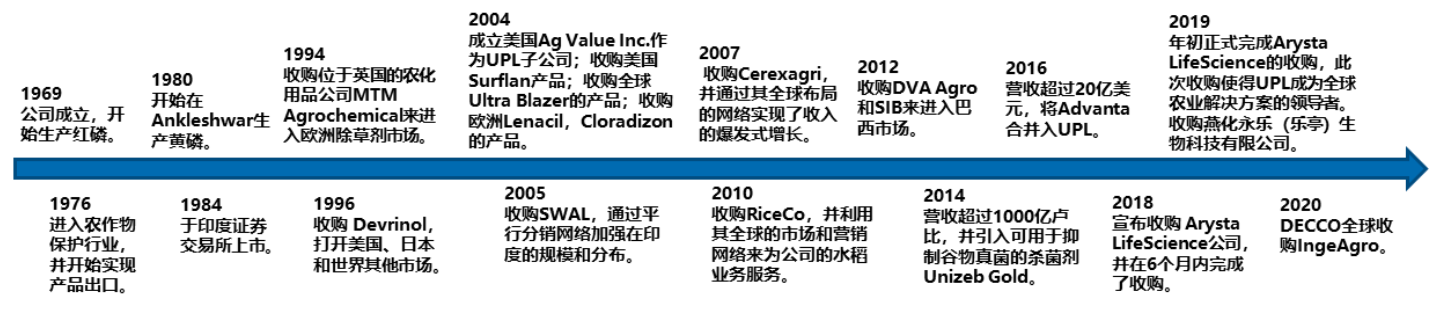 1969
公司成立，开
始生产红磷。
1976
进入农作物
保护行业，
并开始实现
产品出口。
1980
开始在
Ankleshwar生
产黄磷。
1984
于印度证券
交易所上市。
1994
收购位于英国的农化
用品公司MTM
Agrochemical来进
入欧洲除草剂市场。
1996
收购 Devrinol，
打开美国、日本
和世界其他市场。
2004
成立美国Ag Value Inc.作
为UPL子公司；收购美国
Surflan产品；收购全球
Ultra Blazer的产品；收购
欧洲Lenacil，Cloradizon
的产品。
2005
收购SWAL，通过平
行分销网络加强在印
度的规模和分布。
2007
收购Cerexagri，
并通过其全球布局
的网络实现了收入
的爆发式增长。
2010
收购RiceCo，并利用
其全球的市场和营销
网络来为公司的水稻
业务服务。
2012
收购DVA Agro
和SIB来进入巴
西市场。
2014
营收超过1000亿卢
比，并引入可用于抑
制谷物真菌的杀菌剂
Unizeb Gold。
2016
营收超过20亿美
元，将Advanta
合并入UPL。
2018
宣布收购 Arysta
LifeScience公司，
并在6个月内完成
了收购。
2019
年初正式完成Arysta
LifeScience的收购，此
次收购使得UPL成为全球
农业解决方案的领导者。
收购燕化永乐（乐亭）生
物科技有限公司。
2020
DECCO全球收
购IngeAgro。